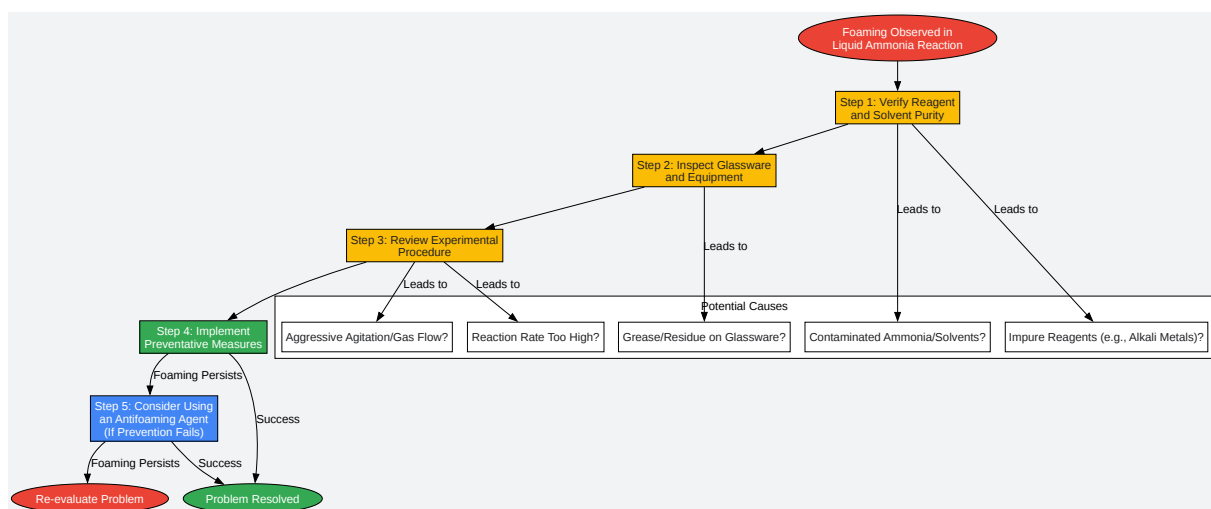 Foaming Observed in
Liquid Ammonia Reaction
Step 1: Verify Reagent
and Solvent Purity
Step 2: Inspect Glassware
and Equipment
Leads to
Leads to
Step 3: Review Experimental
Procedure
Leads to
Leads to
Leads to
Potential Causes
Step 4: Implement
Preventative Measures
Aggressive Agitation/Gas Flow?
Reaction Rate Too High?
Grease/Residue on Glassware?
Contaminated Ammonia/Solvents?
Impure Reagents (e.g., Alkali Metals)?
Foaming Persists
Step 5: Consider Using
an Antifoaming Agent
(If Prevention Fails)
Success
Foaming Persists
Success
Re-evaluate Problem
Problem Resolved